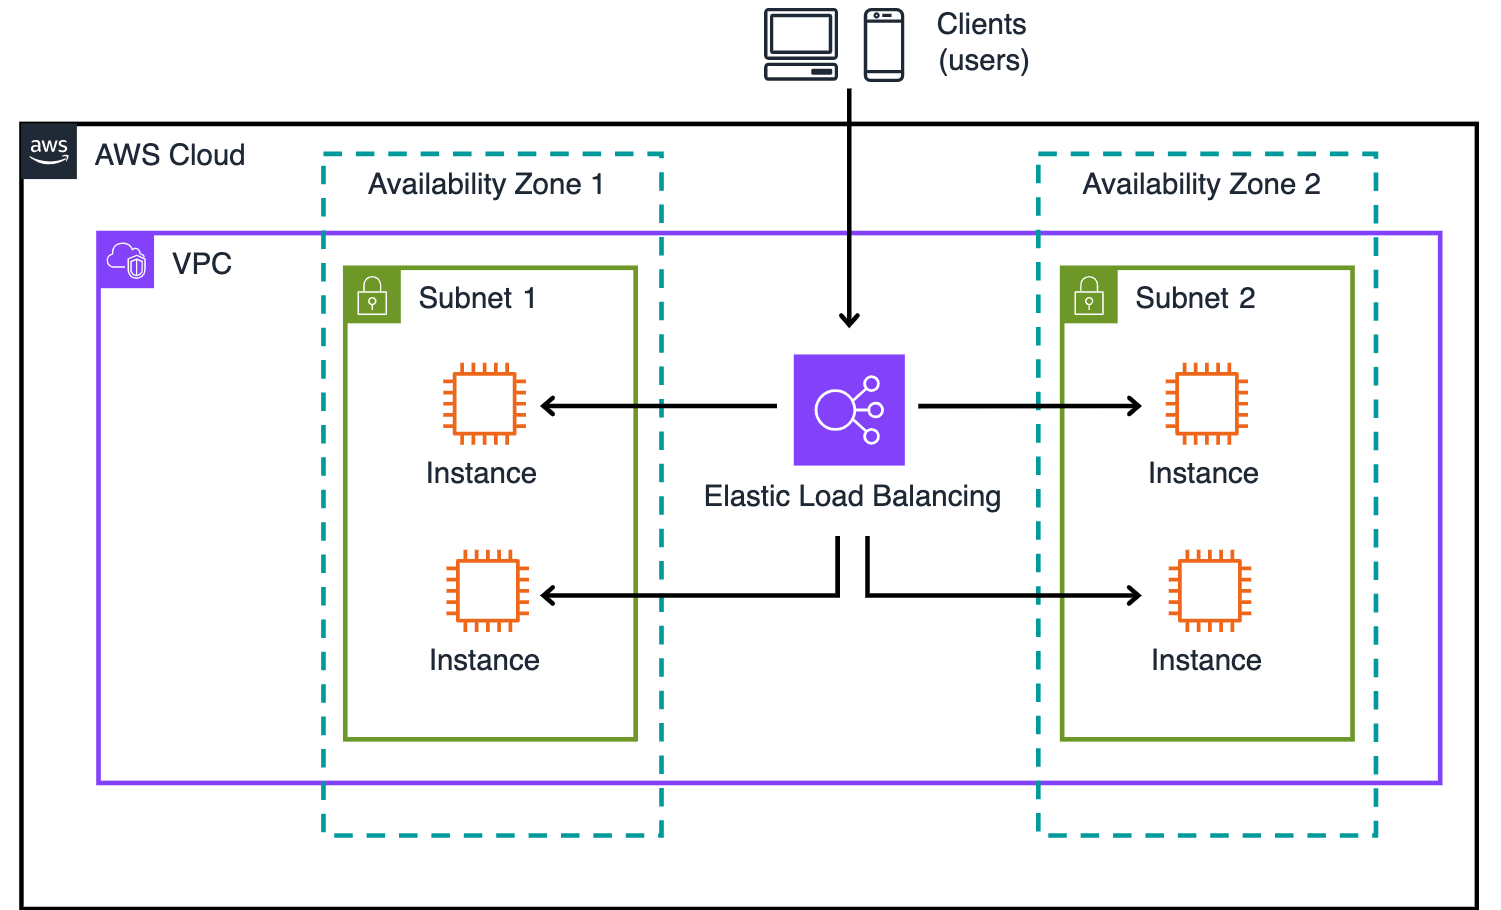 Clients
(users)
aws
AWS Cloud
Availability Zone 1
Availability Zone 2
VPC
Subnet 1
Subnet 2
Instance
Instance
Elastic Load Balancing
Instance
Instance